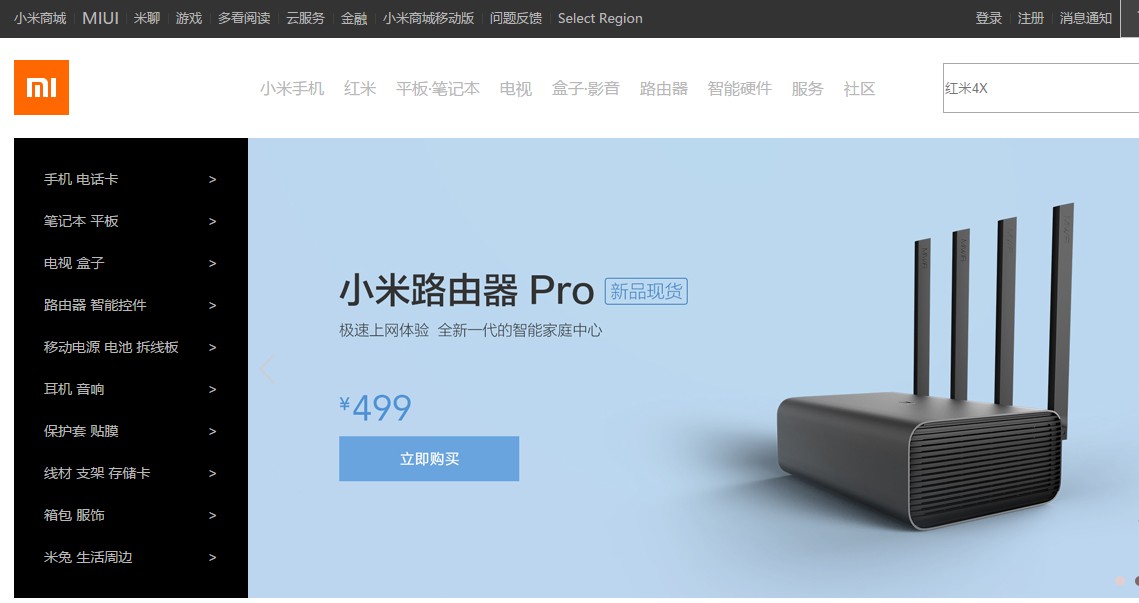 小米商城 MIUI 米聊 游戏 多看阅读 云服务 金融 小米商城移动版 问题反馈 Select Region 登录 注册 消息通知
小米手机 红米 平板·笔记本 电视 盒子·影音 路由器 智能硬件 服务 社区 红米4X
手机 电话卡 >
笔记本 平板 >
电视 盒子 >
路由器 智能控件 >
移动电源 电池 拆线板 >
耳机 音响 >
保护套 贴膜 >
线材 支架 存储卡 >
箱包 服饰 >
米兔 生活周边 >
小米路由器 Pro 新品现货
极速上网体验 全新一代的智能家庭中心
¥499
立即购买